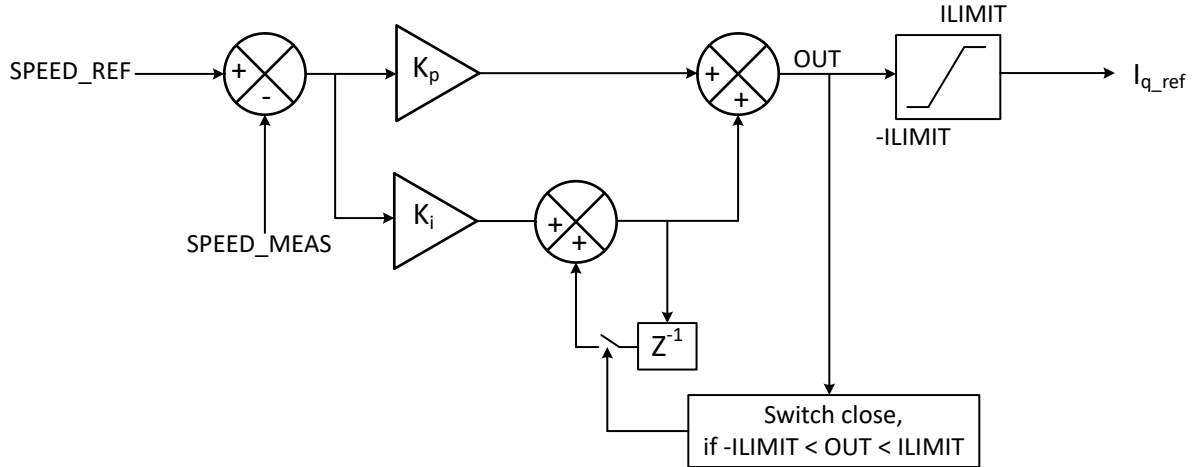 ILIMIT
SPEED_REF
+
-
Kp
+
+
OUT
Iq_ref
-ILIMIT
Ki
+
+
SPEED_MEAS
Z-1
Switch close,
if -ILIMIT < OUT < ILIMIT